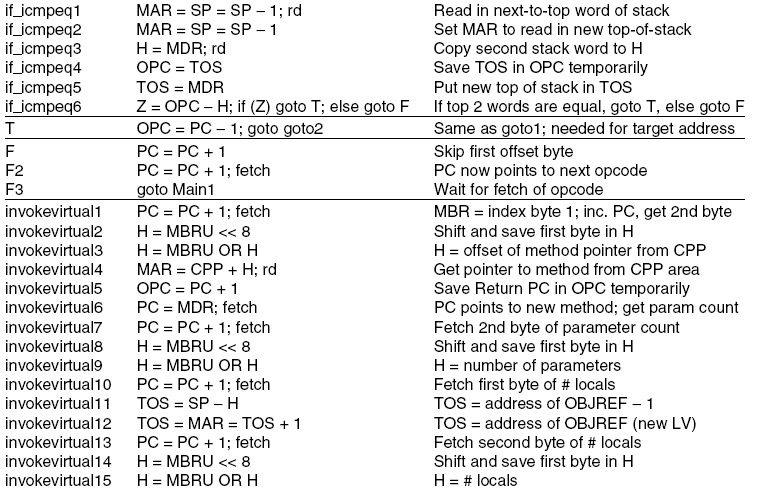 if_icmpeq1 MAR = SP = SP − 1; rd Read in next-to-top word of stack
if_icmpeq2 MAR = SP = SP − 1 Set MAR to read in new top-of-stack
if_icmpeq3 H = MDR; rd Copy second stack word to H
if_icmpeq4 OPC = TOS Save TOS in OPC temporarily
if_icmpeq5 TOS = MDR Put new top of stack in TOS
if_icmpeq6 Z = OPC − H; if (Z) goto T; else goto F If top 2 words are equal, goto T, else goto F
T OPC = PC − 1; goto goto2 Same as goto1; needed for target address
F PC = PC + 1 Skip first offset byte
F2 PC = PC + 1; fetch PC now points to next opcode
F3 goto Main1 Wait for fetch of opcode
invokevirtual1 PC = PC + 1; fetch MBR = index byte 1; inc. PC, get 2nd byte
invokevirtual2 H = MBRU << 8 Shift and save first byte in H
invokevirtual3 H = MBRU OR H H = offset of method pointer from CPP
invokevirtual4 MAR = CPP + H; rd Get pointer to method from CPP area
invokevirtual5 OPC = PC + 1 Save Return PC in OPC temporarily
invokevirtual6 PC = MDR; fetch PC points to new method; get param count
invokevirtual7 PC = PC + 1; fetch Fetch 2nd byte of parameter count
invokevirtual8 H = MBRU << 8 Shift and save first byte in H
invokevirtual9 H = MBRU OR H H = number of parameters
invokevirtual10 PC = PC + 1; fetch Fetch first byte of # locals
invokevirtual11 TOS = SP − H TOS = address of OBJREF − 1
invokevirtual12 TOS = MAR = TOS + 1 TOS = address of OBJREF (new LV)
invokevirtual13 PC = PC + 1; fetch Fetch second byte of # locals
invokevirtual14 H = MBRU << 8 Shift and save first byte in H
invokevirtual15 H = MBRU OR H H = # locals